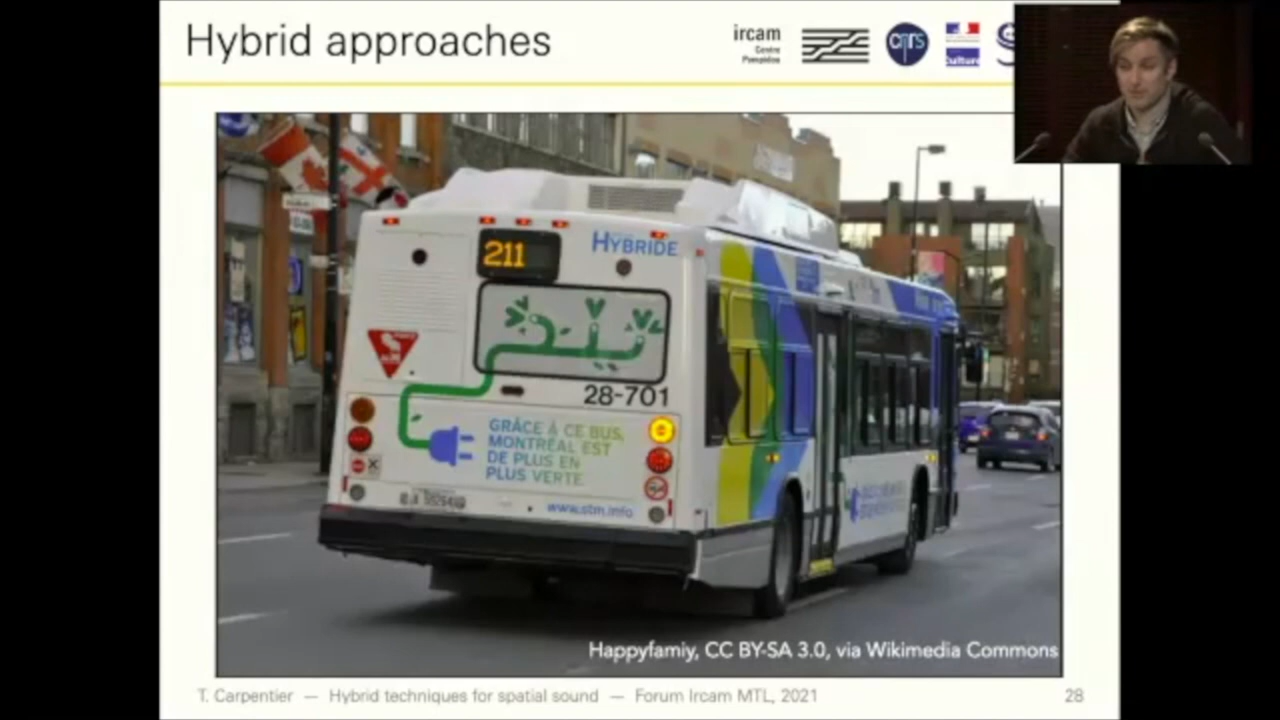 Hybrid approaches
ircam
Centre
Pompidou
cnrs
Culture
211
HYBRIDE
28-701
GRÂCE À CE BUS,
MONTRÉAL EST
DE PLUS EN
PLUS VERTE
www.stm.info
Happyfamiy, CC BY-SA 3.0, via Wikimedia Commons
T. Carpentier — Hybrid techniques for spatial sound — Forum Ircam MTL, 2021
28